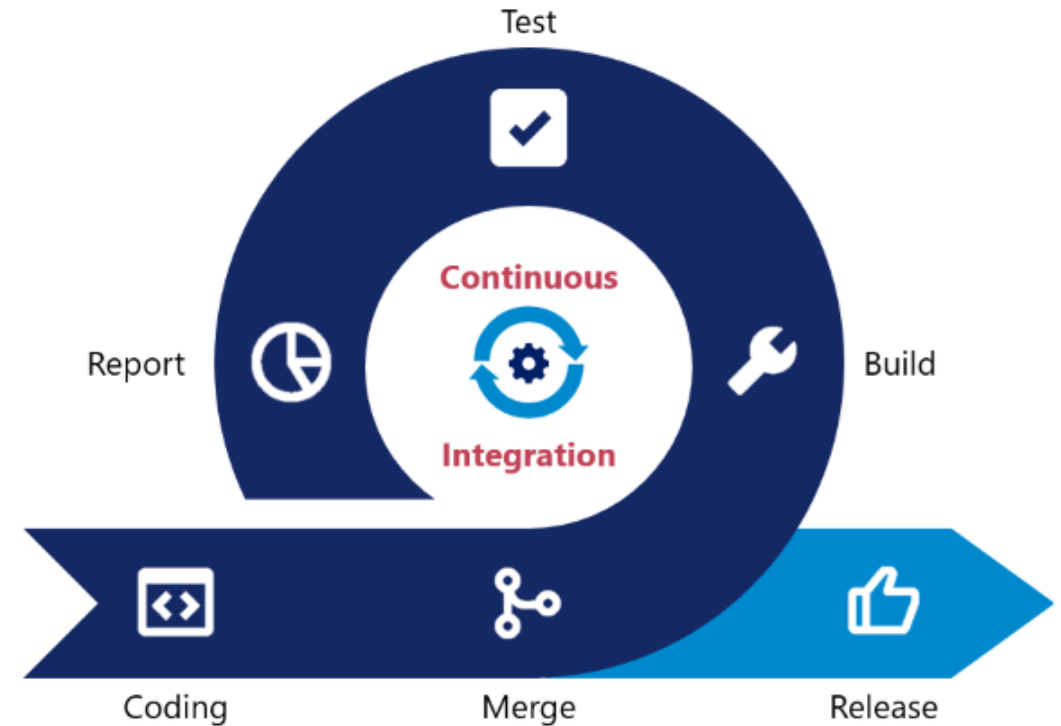 Test
Continuous
Report
Build
Integration
Coding
Merge
Release